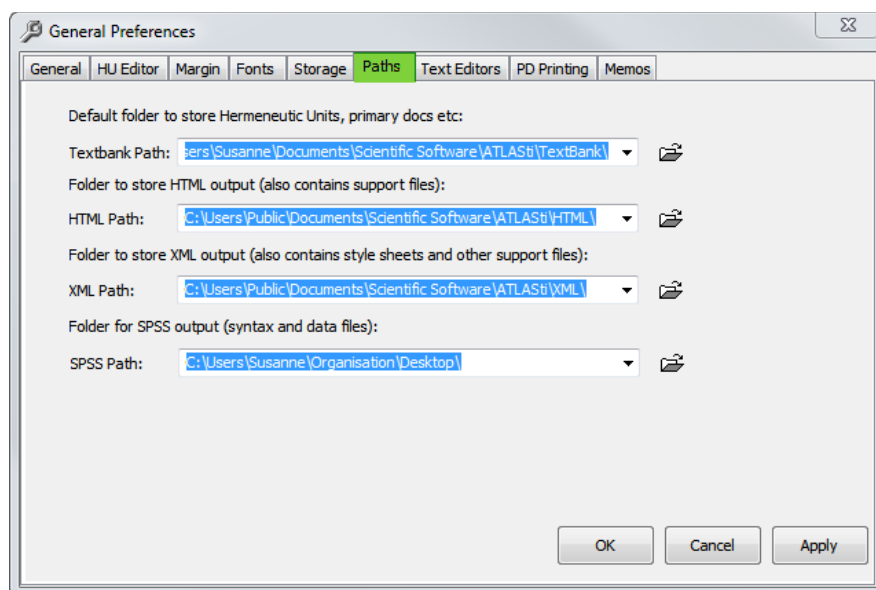 General Preferences
General HU Editor Margin Fonts Storage Paths Text Editors PD Printing Memos
Default folder to store Hermeneutic Units, primary docs etc:
Textbank Path: sers\Susanne\Documents\Scientific Software\ATLASti\TextBank\
Folder to store HTML output (also contains support files):
HTML Path: C:\Users\Public\Documents\Scientific Software\ATLASti\HTML\
Folder to store XML output (also contains style sheets and other support files):
XML Path: C:\Users\Public\Documents\Scientific Software\ATLASti\XML\
Folder for SPSS output (syntax and data files):
SPSS Path: C:\Users\Susanne\Organisation\Desktop\
OK Cancel Apply